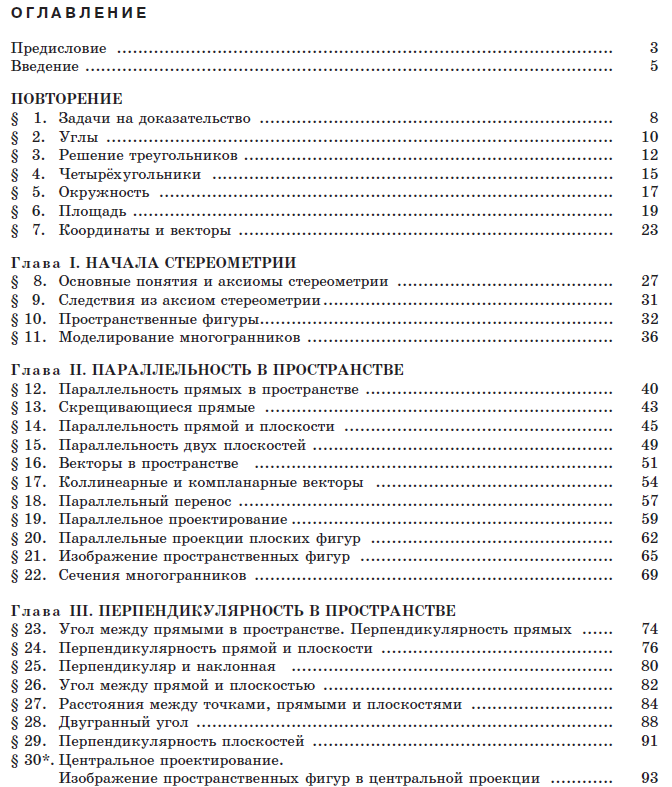 ОГЛАВЛЕНИЕ
Предисловие ........................................ 3
Введение ........................................ 5
ПОВТОРЕНИЕ
§ 1. Задачи на доказательство ........................................ 8
§ 2. Углы ........................................ 10
§ 3. Решение треугольников ........................................ 12
§ 4. Четырёхугольники ........................................ 15
§ 5. Окружность ........................................ 17
§ 6. Площадь ........................................ 19
§ 7. Координаты и векторы ........................................ 23
Глава I. НАЧАЛА СТЕРЕОМЕТРИИ
§ 8. Основные понятия и аксиомы стереометрии ........................................ 27
§ 9. Следствия из аксиом стереометрии ........................................ 31
§ 10. Пространственные фигуры ........................................ 32
§ 11. Моделирование многогранников ........................................ 36
Глава II. ПАРАЛЛЕЛЬНОСТЬ В ПРОСТРАНСТВЕ
§ 12. Параллельность прямых в пространстве ........................................ 40
§ 13. Скрещивающиеся прямые ........................................ 43
§ 14. Параллельность прямой и плоскости ........................................ 45
§ 15. Параллельность двух плоскостей ........................................ 49
§ 16. Векторы в пространстве ........................................ 51
§ 17. Коллинеарные и компланарные векторы ........................................ 54
§ 18. Параллельный перенос ........................................ 57
§ 19. Параллельное проектирование ........................................ 59
§ 20. Параллельные проекции плоских фигур ........................................ 62
§ 21. Изображение пространственных фигур ........................................ 65
§ 22. Сечения многогранников ........................................ 69
Глава III. ПЕРПЕНДИКУЛЯРНОСТЬ В ПРОСТРАНСТВЕ
§ 23. Угол между прямыми в пространстве. Перпендикулярность прямых ...... 74
§ 24. Перпендикулярность прямой и плоскости ........................................ 76
§ 25. Перпендикуляр и наклонная ........................................ 80
§ 26. Угол между прямой и плоскостью ........................................ 82
§ 27. Расстояния между точками, прямыми и плоскостями ........................ 84
§ 28. Двугранный угол ........................................ 88
§ 29. Перпендикулярность плоскостей ........................................ 91
§ 30*. Центральное проектирование.
Изображение пространственных фигур в центральной проекции ............ 93